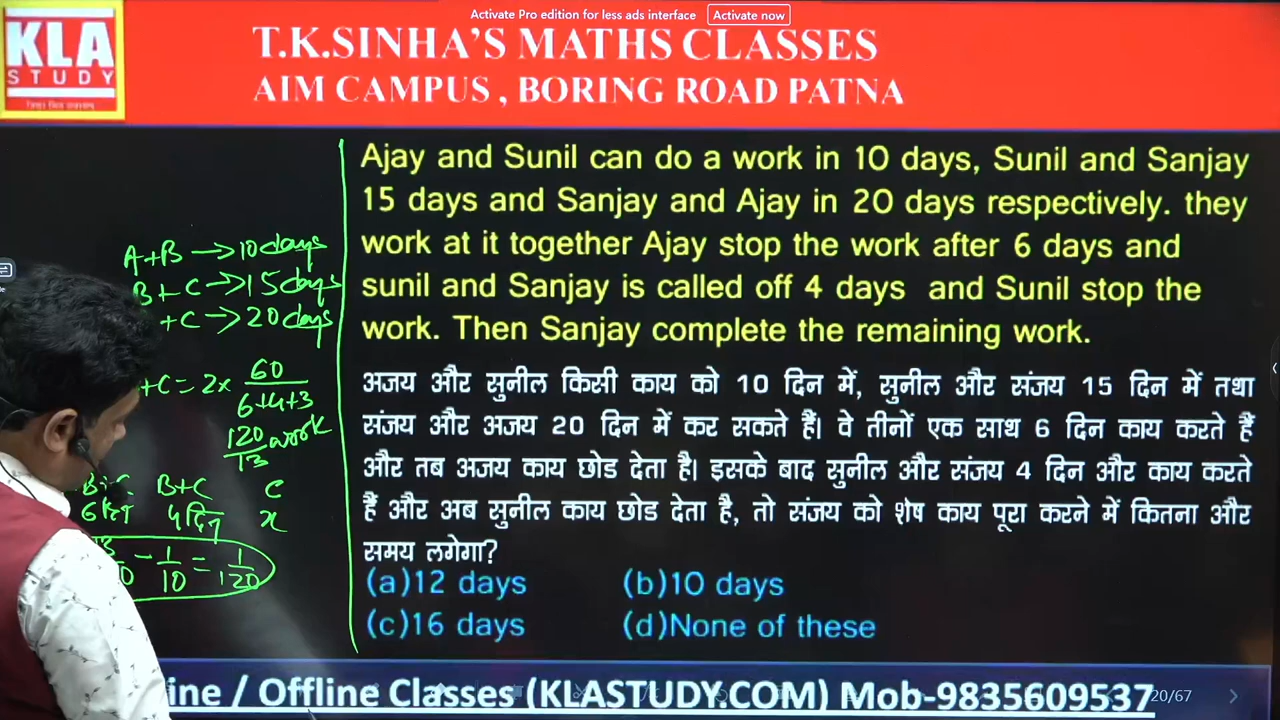 Activate Pro edition for less ads interface Activate now
KLA
STUDY
T.K.SINHA'S MATHS CLASSES
AIM CAMPUS , BORING ROAD PATNA
Ajay and Sunil can do a work in 10 days, Sunil and Sanjay
15 days and Sanjay and Ajay in 20 days respectively. they
work at it together Ajay stop the work after 6 days and
sunil and Sanjay is called off 4 days and Sunil stop the
work. Then Sanjay complete the remaining work.
अजय और सुनील किसी काय को 10 दिन में, सुनील और संजय 15 दिन में तथा
संजय और अजय 20 दिन में कर सकते हैं। वे तीनों एक साथ 6 दिन काय करते हैं
और तब अजय काय छोड देता है। इसके बाद सुनील और संजय 4 दिन और काय करते
हैं और अब सुनील काय छोड देता है, तो संजय को शेष काय पूरा करने में कितना और
समय लगेगा?
(a)12 days (b)10 days
(c)16 days (d)None of these
A+B → 10 days
B+C → 15 days
+C → 20 days
+C = 2x 60/6+4+3
120/13 work
B+C C
6 दिन 4 दिन x
- 1/10 = 1/120
ine / Offline Classes (KLASTUDY.COM) Mob-9835609537
20/67